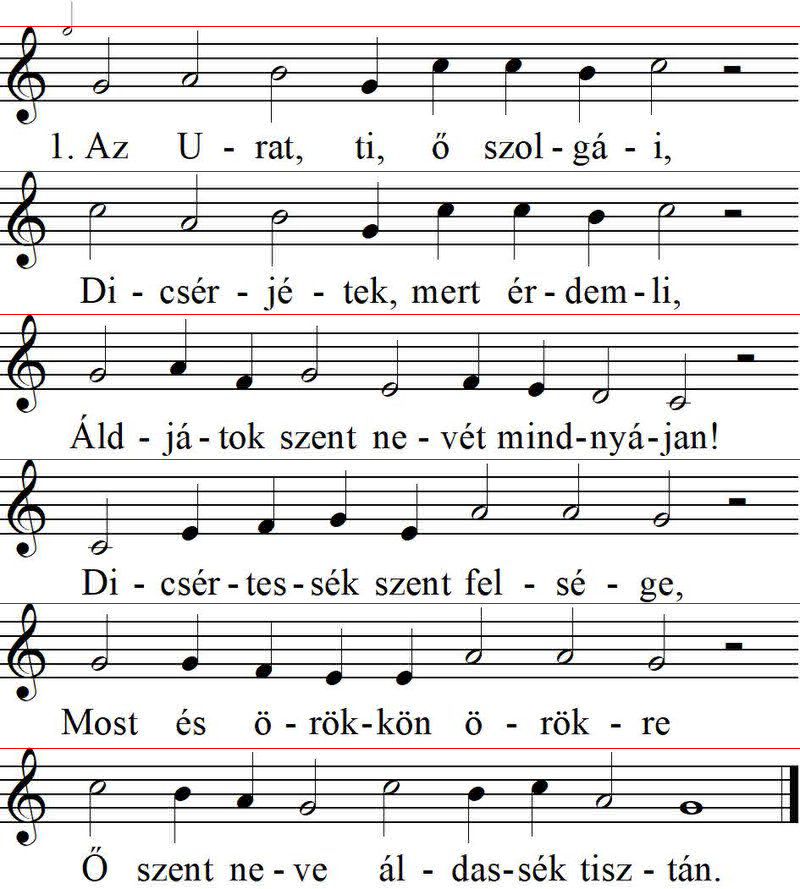 1. Az U - rat, ti, ő szol - gá - i,
Di - csér - jé - tek, mert ér - dem - li,
Áld - já - tok szent ne - vét mind-nyá-jan!
Di - csér - tes - sék szent fel - sé - ge,
Most és ö - rök-kön ö - rök - re
Ő szent ne - ve ál - das-sék tisz - tán.